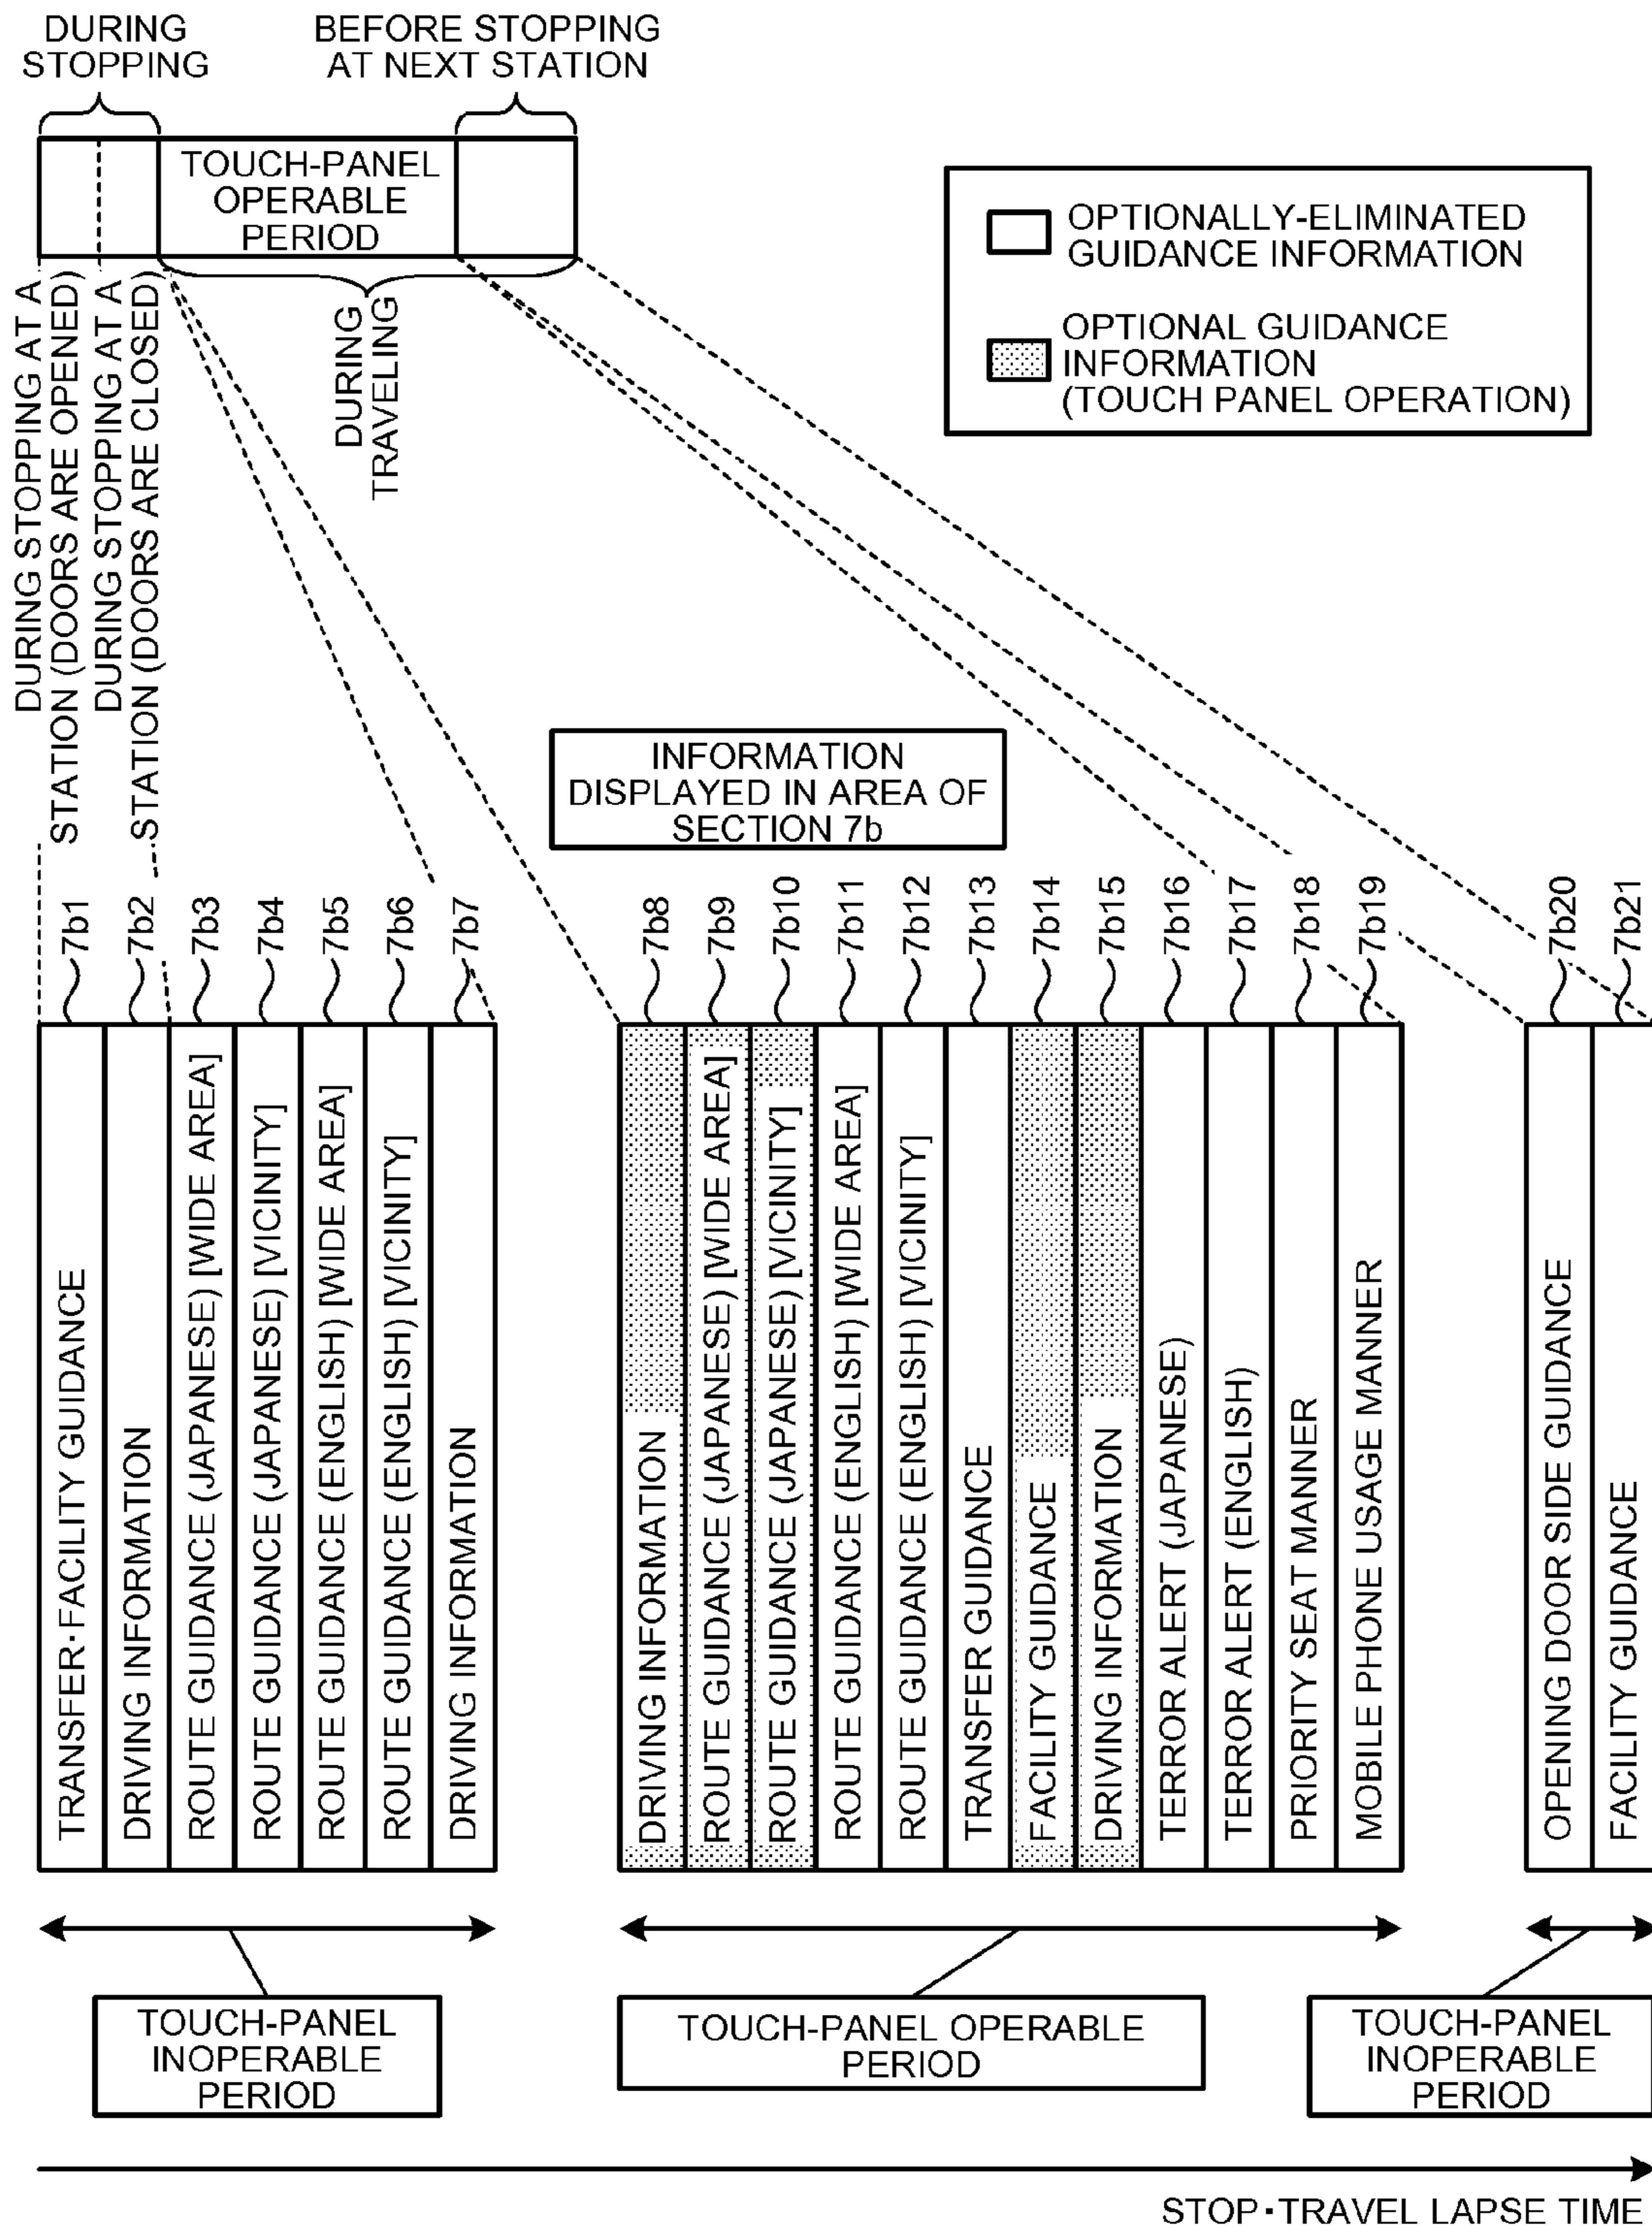 DURING
STOPPING
BEFORE STOPPING
AT NEXT STATION
TOUCH-PANEL
OPERABLE
PERIOD
OPTIONALLY-ELIMINATED
GUIDANCE INFORMATION
OPTIONAL GUIDANCE
INFORMATION
(TOUCH PANEL OPERATION)
DURING STOPPING AT A
STATION (DOORS ARE OPENED)
DURING STOPPING AT A
STATION (DOORS ARE CLOSED)
DURING
TRAVELING
INFORMATION
DISPLAYED IN AREA OF
SECTION 7b
7b1
7b2
7b3
7b4
7b5
7b6
7b7
7b8
7b9
7b10
7b11
7b12
7b13
7b14
7b15
7b16
7b17
7b18
7b19
7b20
7b21
TRANSFER·FACILITY GUIDANCE
DRIVING INFORMATION
ROUTE GUIDANCE (JAPANESE) [WIDE AREA]
ROUTE GUIDANCE (JAPANESE) [VICINITY]
ROUTE GUIDANCE (ENGLISH) [WIDE AREA]
ROUTE GUIDANCE (ENGLISH) [VICINITY]
DRIVING INFORMATION
DRIVING INFORMATION
ROUTE GUIDANCE (JAPANESE) [WIDE AREA]
ROUTE GUIDANCE (JAPANESE) [VICINITY]
ROUTE GUIDANCE (ENGLISH) [WIDE AREA]
ROUTE GUIDANCE (ENGLISH) [VICINITY]
TRANSFER GUIDANCE
FACILITY GUIDANCE
DRIVING INFORMATION
TERROR ALERT (JAPANESE)
TERROR ALERT (ENGLISH)
PRIORITY SEAT MANNER
MOBILE PHONE USAGE MANNER
OPENING DOOR SIDE GUIDANCE
FACILITY GUIDANCE
TOUCH-PANEL
INOPERABLE
PERIOD
TOUCH-PANEL OPERABLE
PERIOD
TOUCH-PANEL
INOPERABLE
PERIOD
STOP·TRAVEL LAPSE TIME